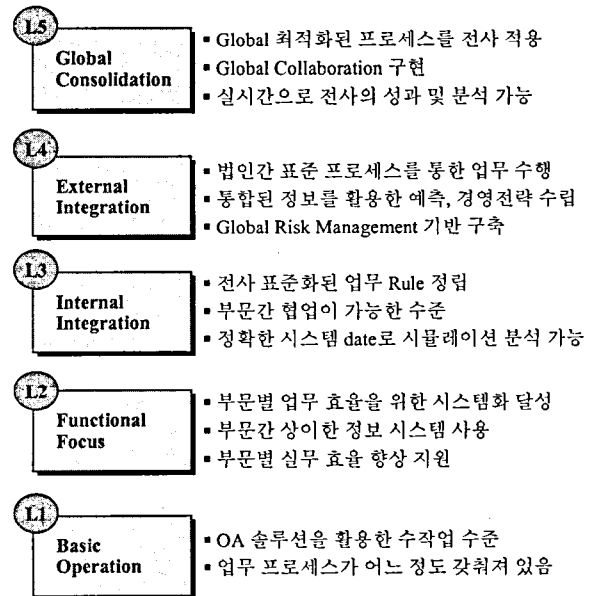 L5
Global
Consolidation
▪ Global 최적화된 프로세스를 전사 적용
▪ Global Collaboration 구현
▪ 실시간으로 전사의 성과 및 분석 가능
L4
External
Integration
▪ 법인간 표준 프로세스를 통한 업무 수행
▪ 통합된 정보를 활용한 예측, 경영전략 수립
▪ Global Risk Management 기반 구축
L3
Internal
Integration
▪ 전사 표준화된 업무 Rule 정립
▪ 부문간 협업이 가능한 수준
▪ 정확한 시스템 date로 시뮬레이션 분석 가능
L2
Functional
Focus
▪ 부문별 업무 효율을 위한 시스템화 달성
▪ 부문간 상이한 정보 시스템 사용
▪ 부문별 실무 효율 향상 지원
L1
Basic
Operation
▪ OA 솔루션을 활용한 수작업 수준
▪ 업무 프로세스가 어느 정도 갖춰져 있음